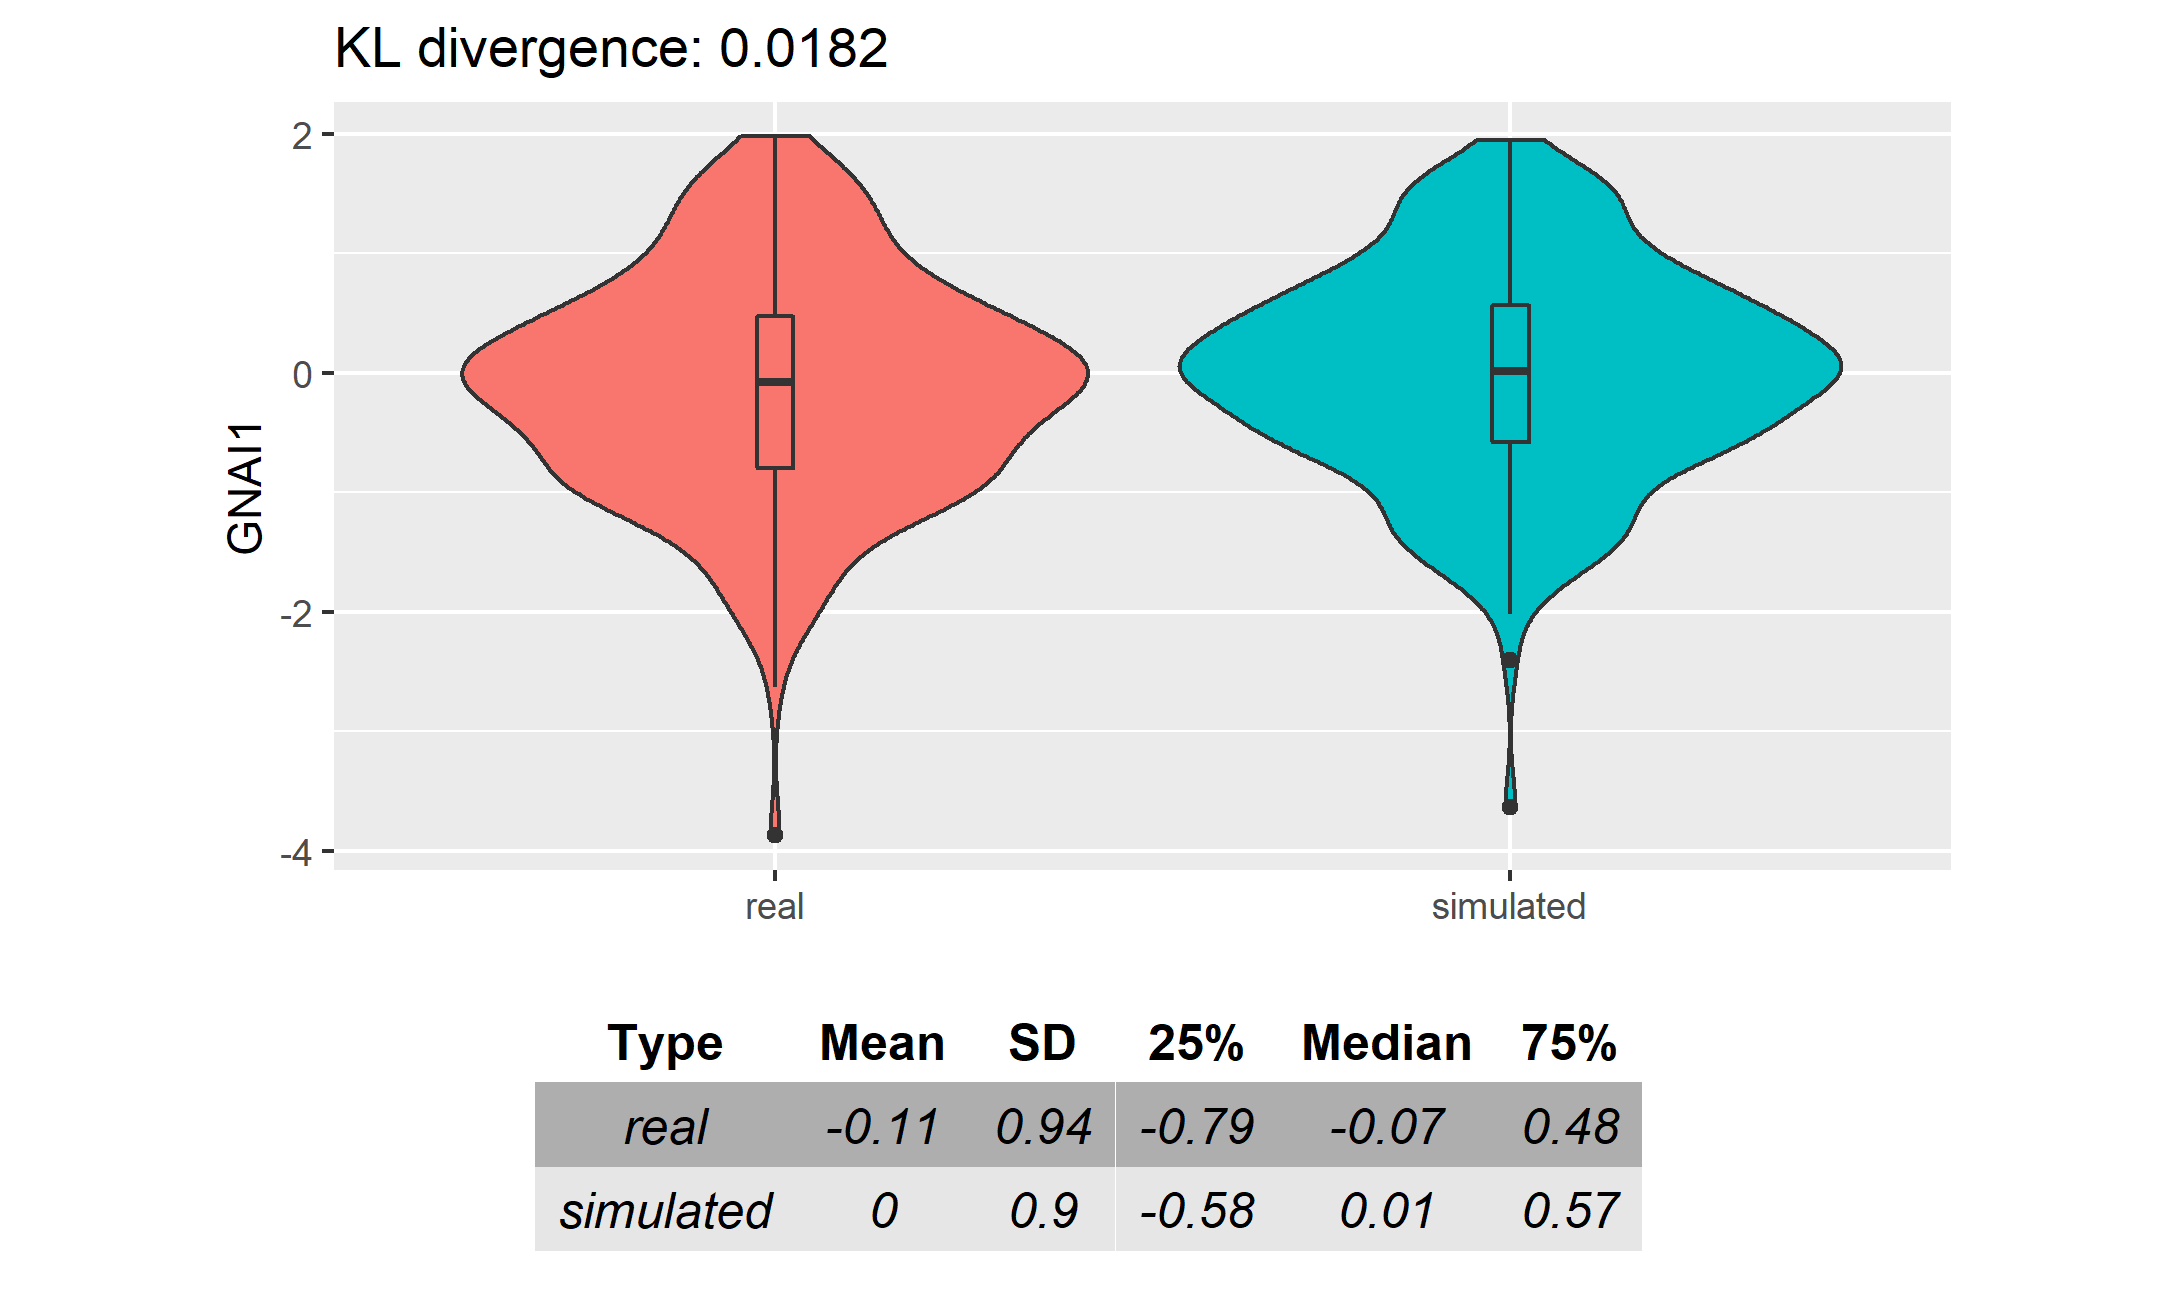 KL divergence: 0.0182
2
0
-2
-4
GNAI1
real simulated
Type Mean SD 25% Median 75%
real -0.11 0.94 -0.79 -0.07 0.48
simulated 0 0.9 -0.58 0.01 0.57